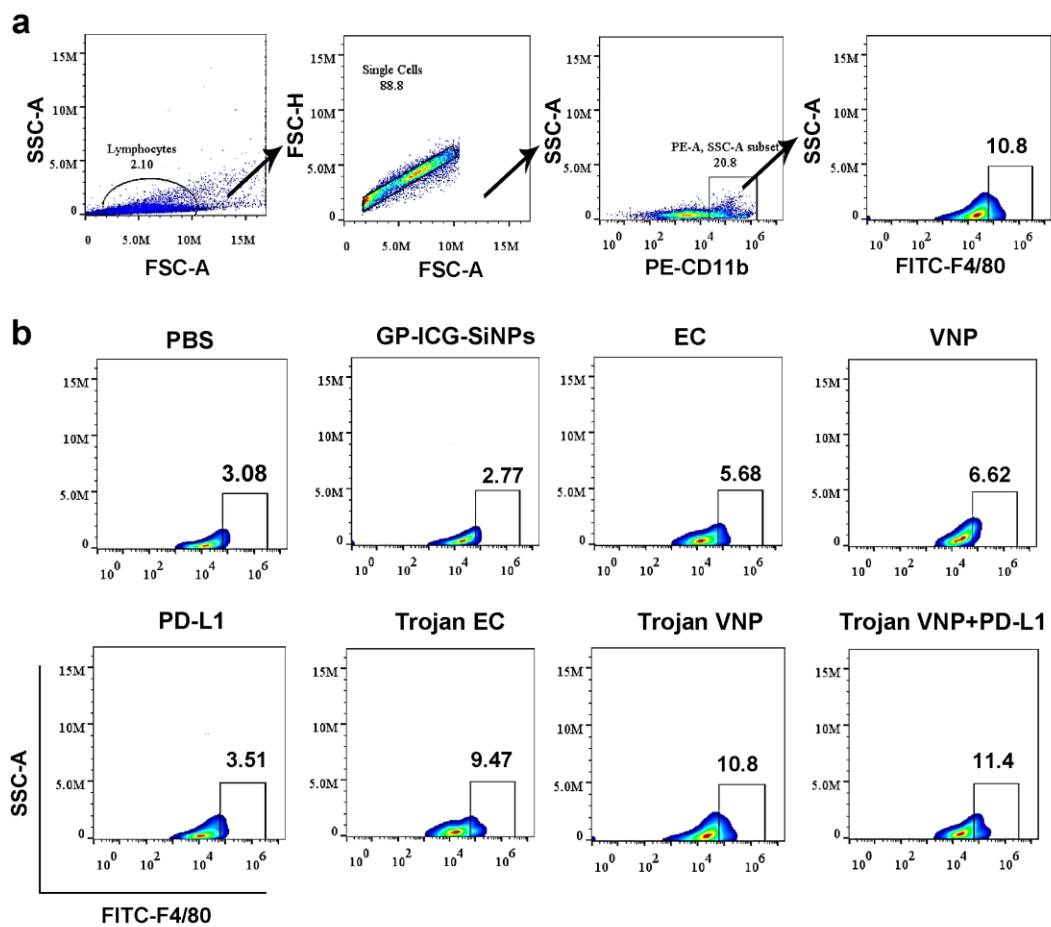 a
15M
10M
5.0M
0
SSC-A
Lymphocytes
2.10
0 5.0M 10M 15M
FSC-A
15M
10M
5.0M
0
FSC-H
Single Cells
88.8
5.0M 10M 15M
FSC-A
15M
10M
5.0M
0
SSC-A
PE-A, SSC-A subset
20.8
10^0 10^2 10^4 10^6
PE-CD11b
15M
10M
5.0M
0
SSC-A
10.8
10^0 10^2 10^4 10^6
FITC-F4/80
b
PBS
15M
10M
5.0M
0
3.08
10^0 10^2 10^4 10^6
GP-ICG-SiNPs
15M
10M
5.0M
0
2.77
10^0 10^2 10^4 10^6
EC
15M
10M
5.0M
0
5.68
10^0 10^2 10^4 10^6
VNP
15M
10M
5.0M
0
6.62
10^0 10^2 10^4 10^6
PD-L1
15M
10M
5.0M
0
3.51
10^0 10^2 10^4 10^6
Trojan EC
15M
10M
5.0M
0
9.47
10^0 10^2 10^4 10^6
Trojan VNP
15M
10M
5.0M
0
10.8
10^0 10^2 10^4 10^6
Trojan VNP+PD-L1
15M
10M
5.0M
0
11.4
10^0 10^2 10^4 10^6
SSC-A
FITC-F4/80